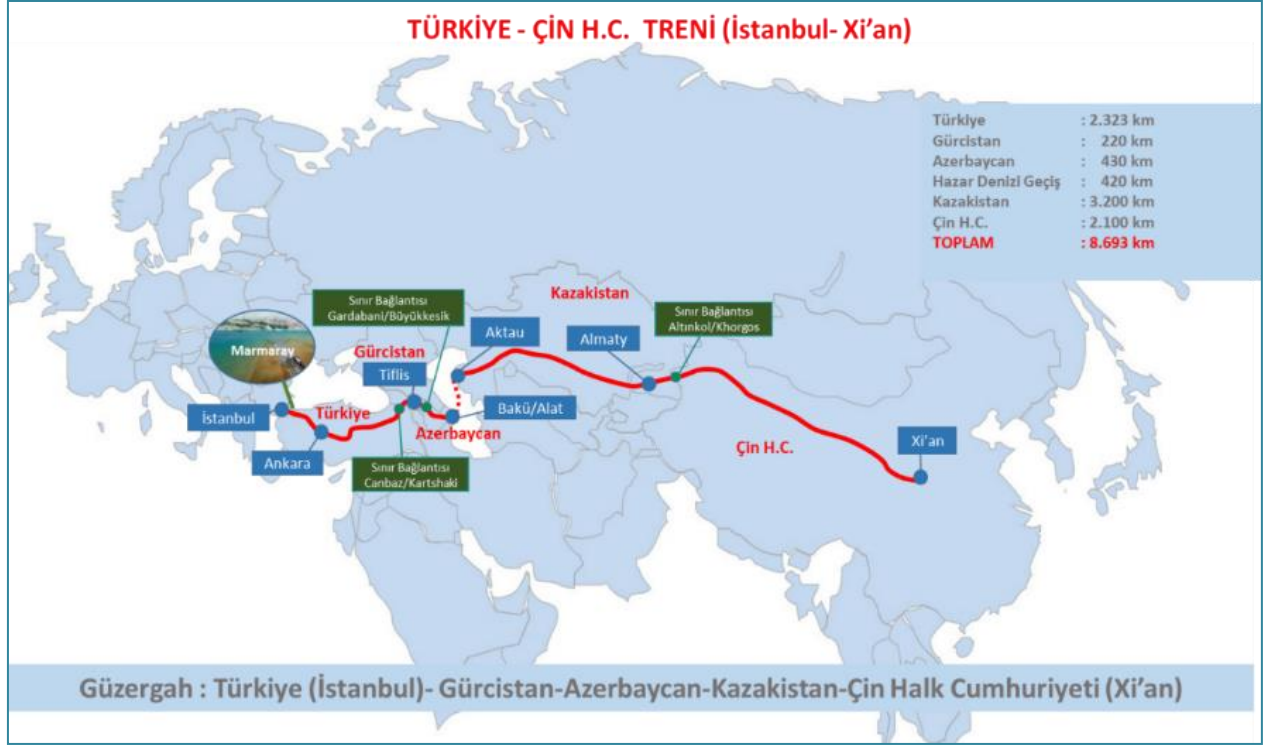 TÜRKİYE - ÇİN H.C. TRENİ (İstanbul- Xi’an)
Türkiye : 2.323 km
Gürcistan : 220 km
Azerbaycan : 430 km
Hazar Denizi Geçiş : 420 km
Kazakistan : 3.200 km
Çin H.C. : 2.100 km
TOPLAM : 8.693 km
Sınır Bağlantısı
Gardabani/Büyükkesik
Kazakistan
Sınır Bağlantısı
Altınkol/Khorgos
Marmaray
Gürcistan
Aktau
Almaty
Tiflis
İstanbul
Türkiye
Bakü/Alat
Azerbaycan
Xi'an
Çin H.C.
Ankara
Sınır Bağlantısı
Canbaz/Kartshaki
Güzergah : Türkiye (İstanbul)- Gürcistan-Azerbaycan-Kazakistan-Çin Halk Cumhuriyeti (Xi’an)